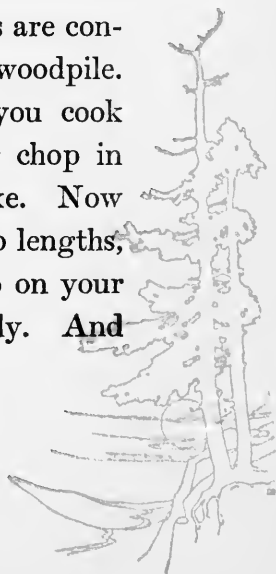 s are con-
woodpile.
you cook
chop in
ke. Now
o lengths,
on your
ly. And